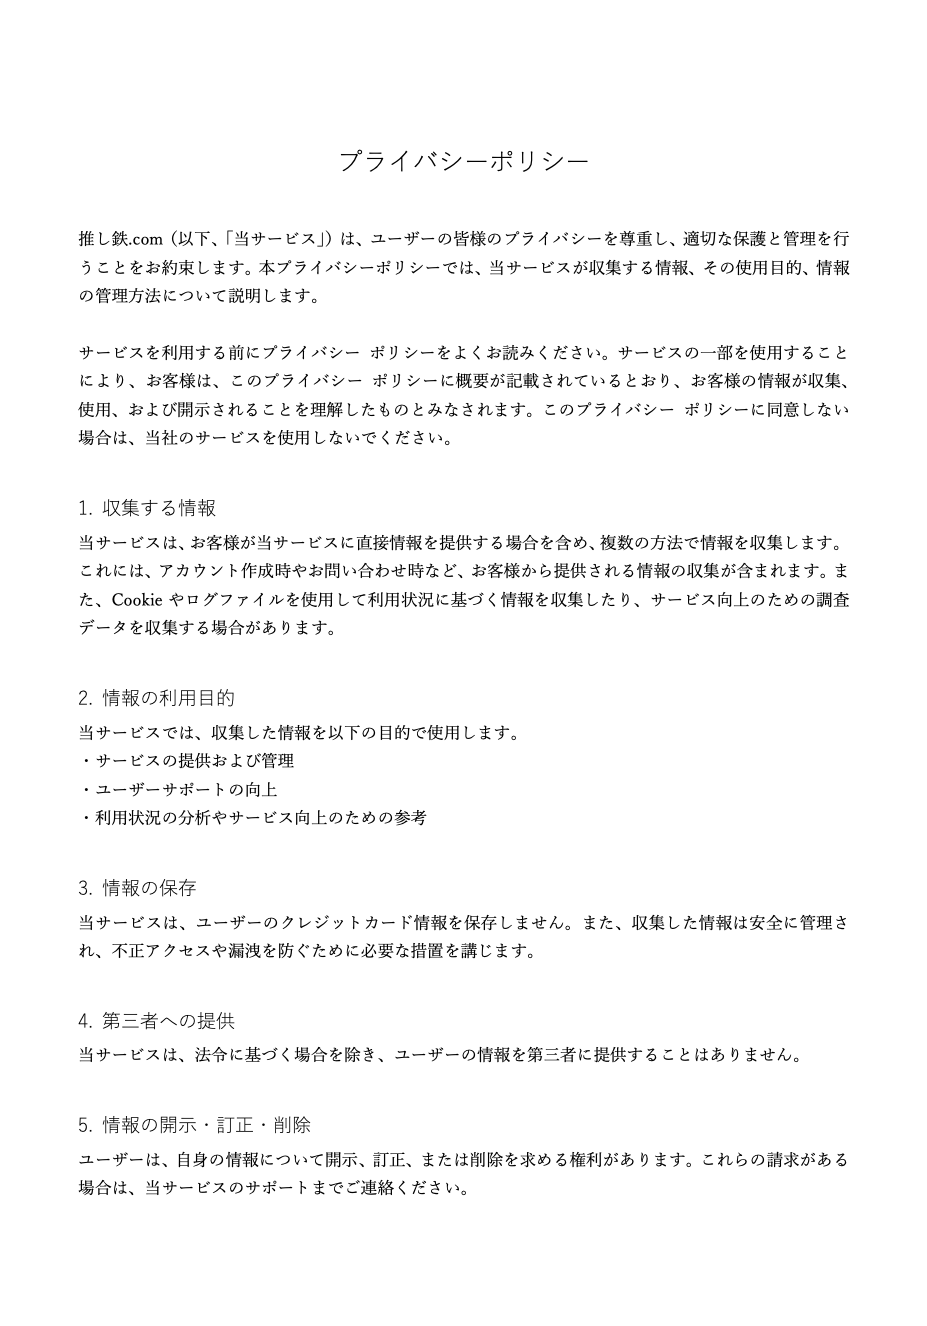 プライバシーポリシー
推し鉄.com（以下、「当サービス」）は、ユーザーの皆様のプライバシーを尊重し、適切な保護と管理を行
うことをお約束します。本プライバシーポリシーでは、当サービスが収集する情報、その使用目的、情報
の管理方法について説明します。
サービスを利用する前にプライバシー ポリシーをよくお読みください。サービスの一部を使用すること
により、お客様は、このプライバシー ポリシーに概要が記載されているとおり、お客様の情報が収集、
使用、および開示されることを理解したものとみなされます。このプライバシー ポリシーに同意しない
場合は、当社のサービスを使用しないでください。
1. 収集する情報
当サービスは、お客様が当サービスに直接情報を提供する場合を含め、複数の方法で情報を収集します。
これには、アカウント作成時やお問い合わせ時など、お客様から提供される情報の収集が含まれます。ま
た、Cookie やログファイルを使用して利用状況に基づく情報を収集したり、サービス向上のための調査
データを収集する場合があります。
2. 情報の利用目的
当サービスでは、収集した情報を以下の目的で使用します。
・サービスの提供および管理
・ユーザーサポートの向上
・利用状況の分析やサービス向上のための参考
3. 情報の保存
当サービスは、ユーザーのクレジットカード情報を保存しません。また、収集した情報は安全に管理さ
れ、不正アクセスや漏洩を防ぐために必要な措置を講じます。
4. 第三者への提供
当サービスは、法令に基づく場合を除き、ユーザーの情報を第三者に提供することはありません。
5. 情報の開示・訂正・削除
ユーザーは、自身の情報について開示、訂正、または削除を求める権利があります。これらの請求がある
場合は、当サービスのサポートまでご連絡ください。